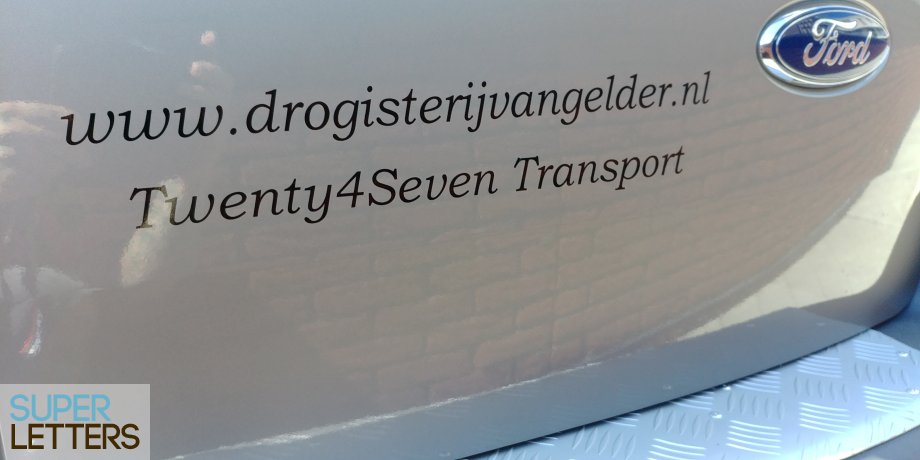 Ford
www.drogisterijvangelder.nl
Twenty4Seven Transport
SUPER
LETTERS